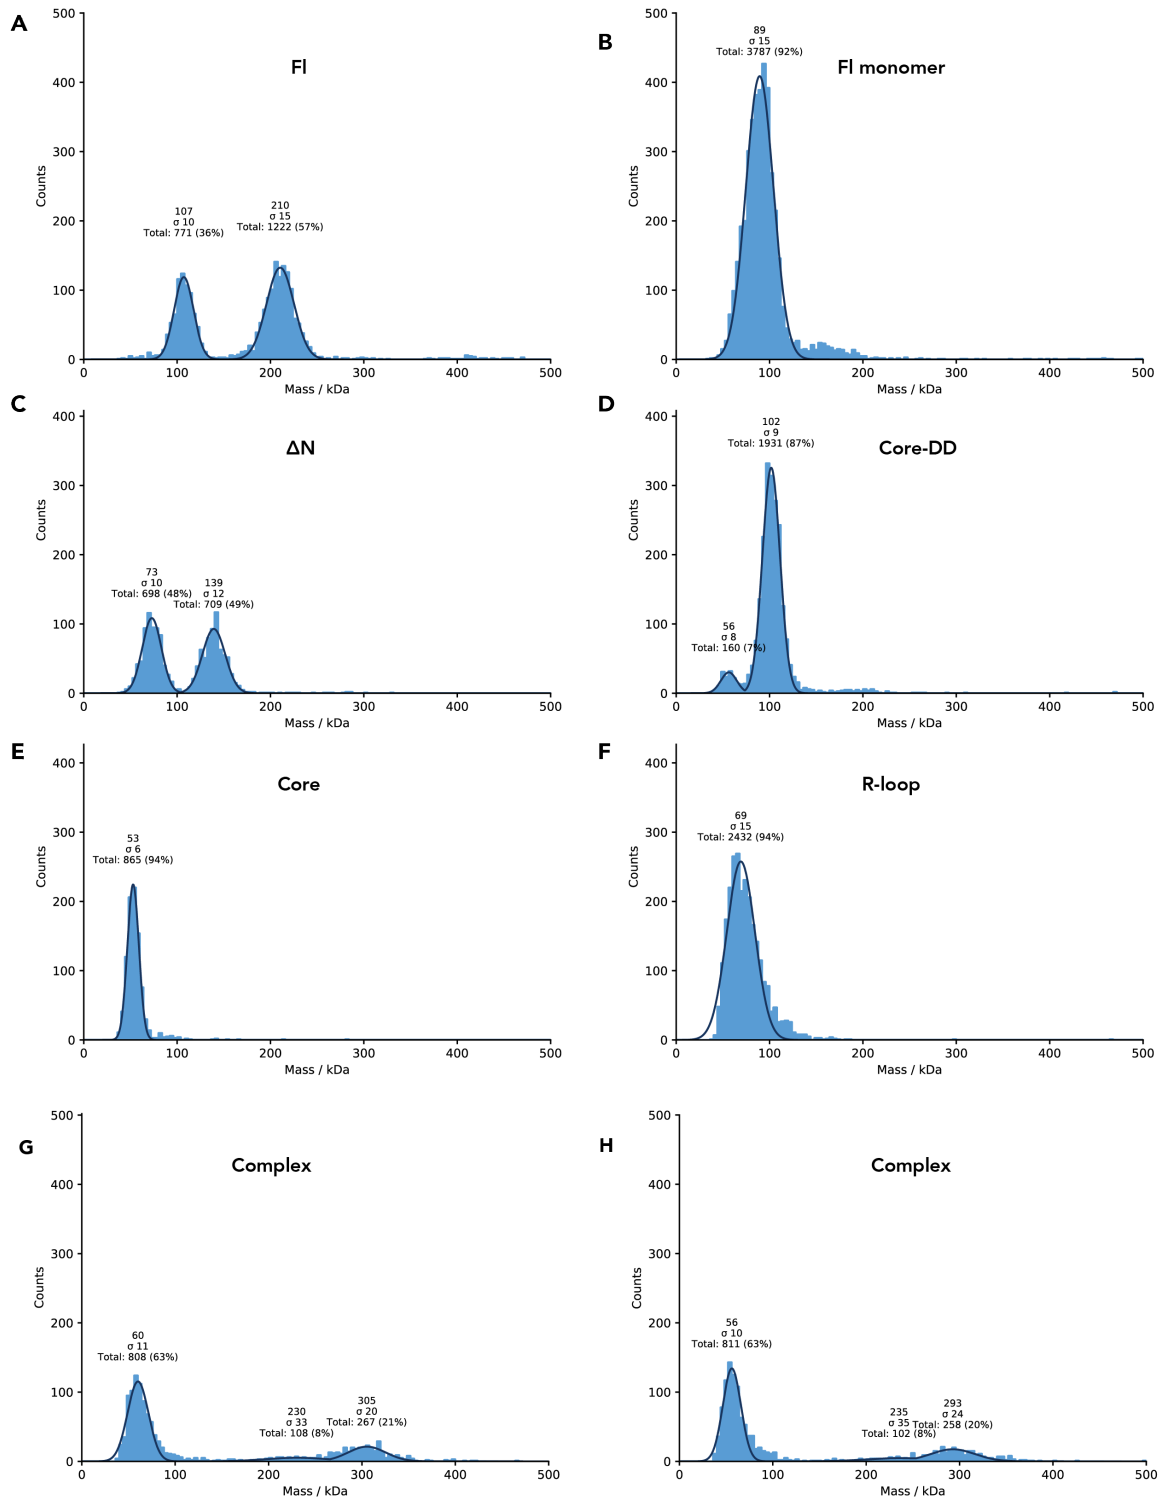 A
Fl
500
400
300
200
100
0
Counts
107
σ 10
Total: 771 (36%)
210
σ 15
Total: 1222 (57%)
0 100 200 300 400 500
Mass / kDa
B
Fl monomer
500
400
300
200
100
0
Counts
89
σ 15
Total: 3787 (92%)
0 100 200 300 400 500
Mass / kDa
C
ΔN
400
300
200
100
0
Counts
73
σ 10
Total: 698 (48%)
139
σ 12
Total: 709 (49%)
0 100 200 300 400 500
Mass / kDa
D
Core-DD
400
300
200
100
0
Counts
102
σ 9
Total: 1931 (87%)
56
σ 8
Total: 160 (7%)
0 100 200 300 400 500
Mass / kDa
E
Core
400
300
200
100
0
Counts
53
σ 6
Total: 865 (94%)
0 100 200 300 400 500
Mass / kDa
F
R-loop
400
300
200
100
0
Counts
69
σ 15
Total: 2432 (94%)
0 100 200 300 400 500
Mass / kDa
G
Complex
500
400
300
200
100
0
Counts
60
σ 11
Total: 808 (63%)
230
σ 33
Total: 108 (8%)
305
σ 20
Total: 267 (21%)
0 100 200 300 400 500
Mass / kDa
H
Complex
500
400
300
200
100
0
Counts
56
σ 10
Total: 811 (63%)
235
σ 35
Total: 102 (8%)
293
σ 24
Total: 258 (20%)
0 100 200 300 400 500
Mass / kDa